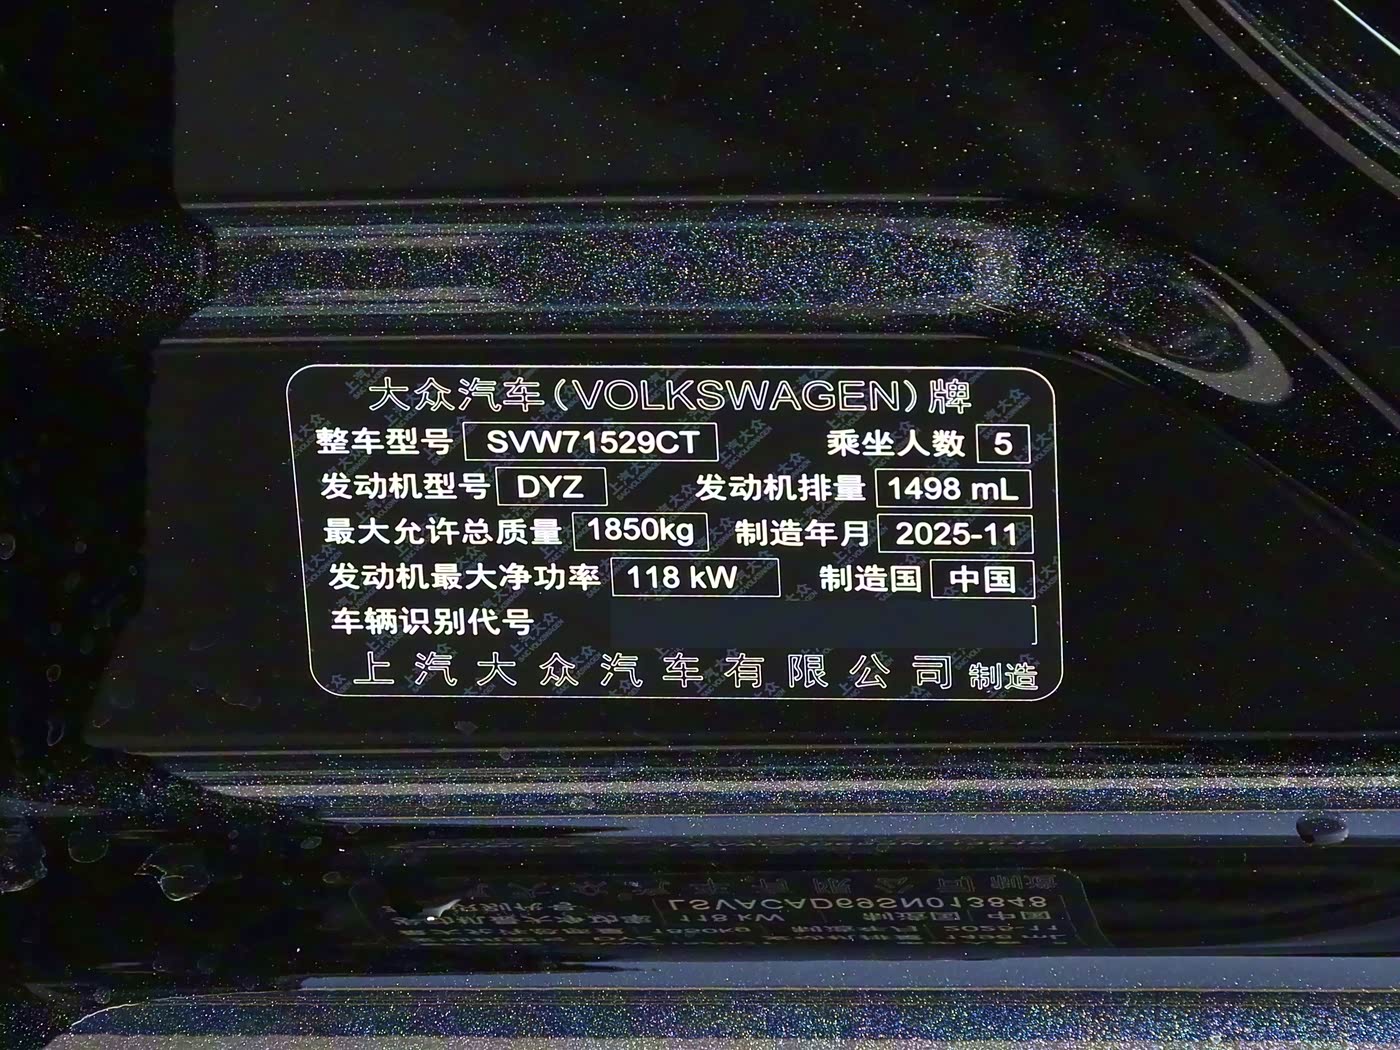 大众汽车(VOLKSWAGEN)牌
整车型号 SVW71529CT 乘坐人数 5
发动机型号 DYZ 发动机排量 1498 mL
最大允许总质量 1850kg 制造年月 2025-11
发动机最大净功率 118 kW 制造国 中国
车辆识别代号
上汽大众汽车有限公司 制造